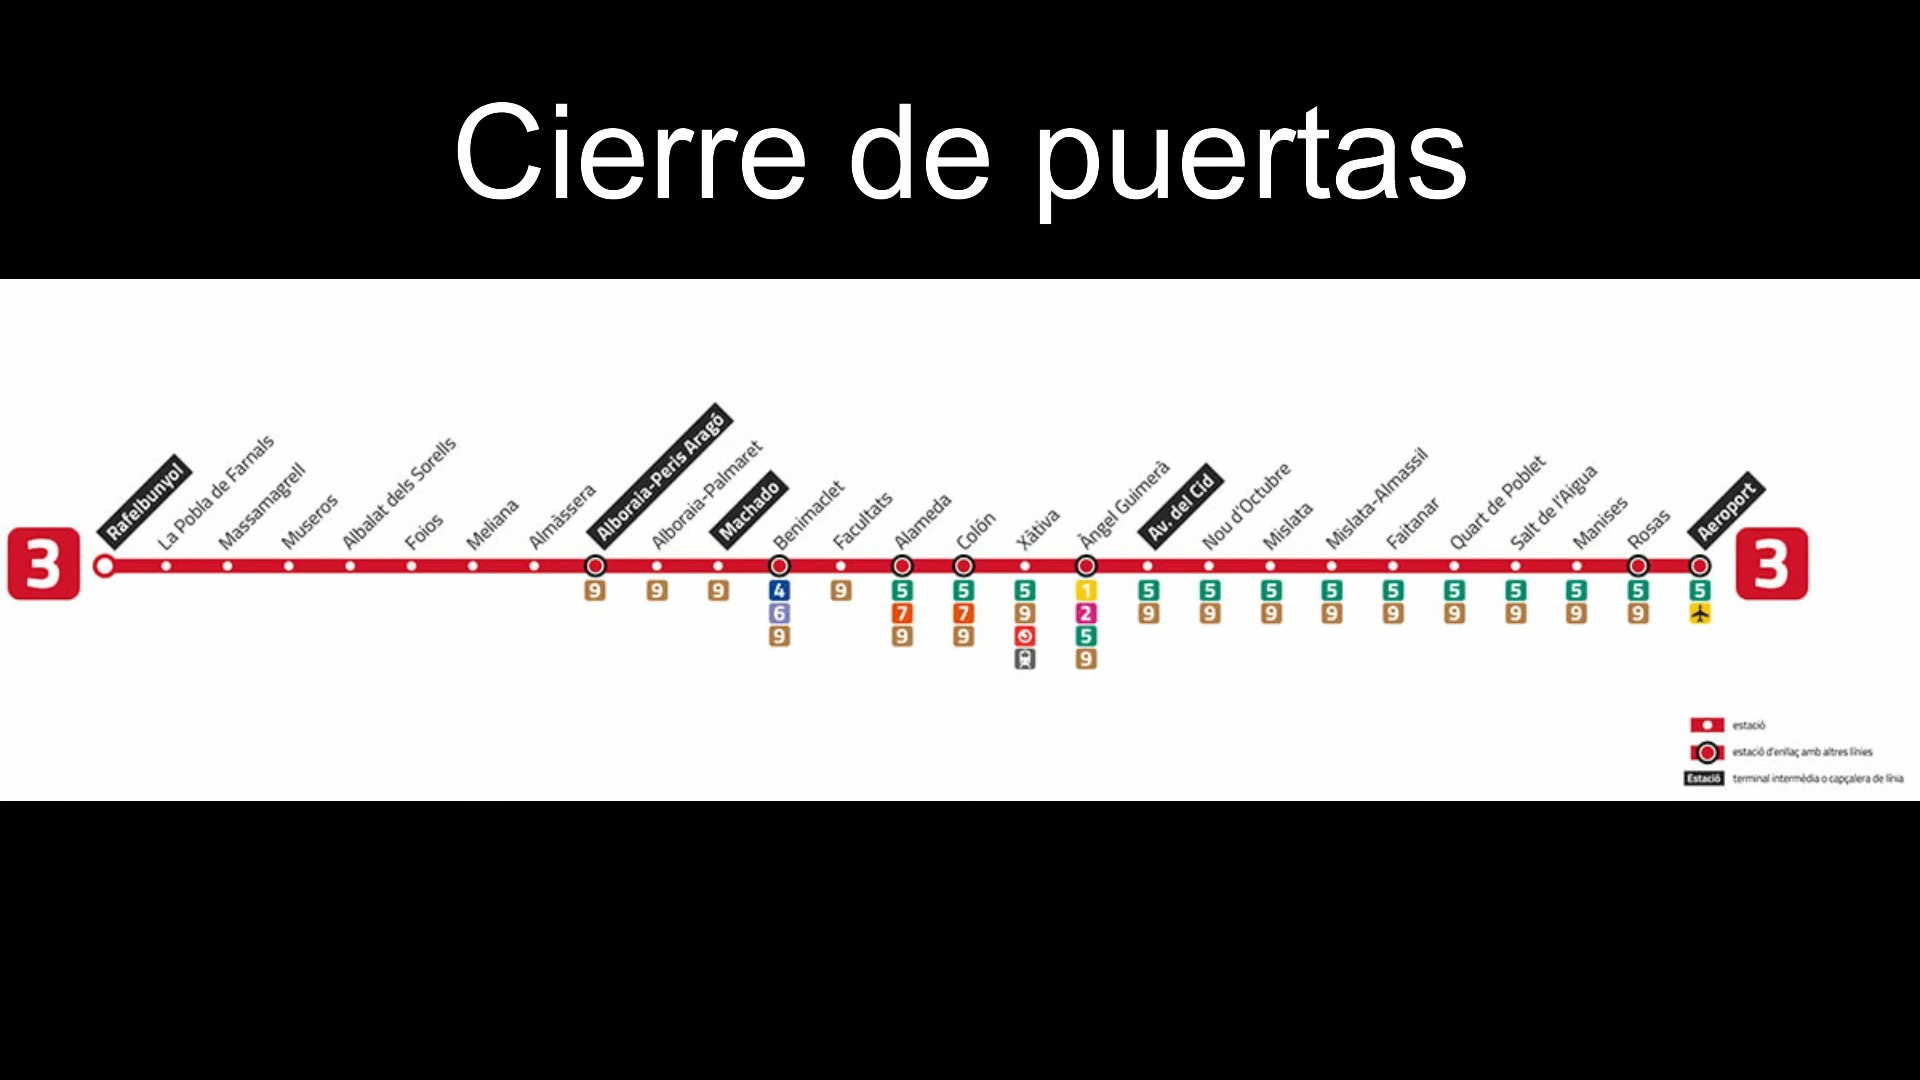 Cierre de puertas
3
Rafelbunyol
La Pobla de Farnals
Massamagrell
Museros
Albalat dels Sorells
Foios
Meliana
Almàssera
Alboraia-Peris Aragó
9
Alboraia-Palmaret
9
Machado
9
Benimaclet
4
6
9
Facultats
9
Alameda
5
7
9
Colón
5
7
9
Xàtiva
5
9
Àngel Guimerà
1
2
5
9
Av. del Cid
5
9
Nou d'Octubre
5
9
Mislata
5
9
Mislata-Almassil
5
9
Faitanar
5
9
Quart de Poblet
5
9
Salt de l'Aigua
5
9
Manises
5
9
Rosas
5
9
Aeroport
5
3
estació
estació d'enllaç amb altres línies
Estació terminal intermèdia o capçalera de línia